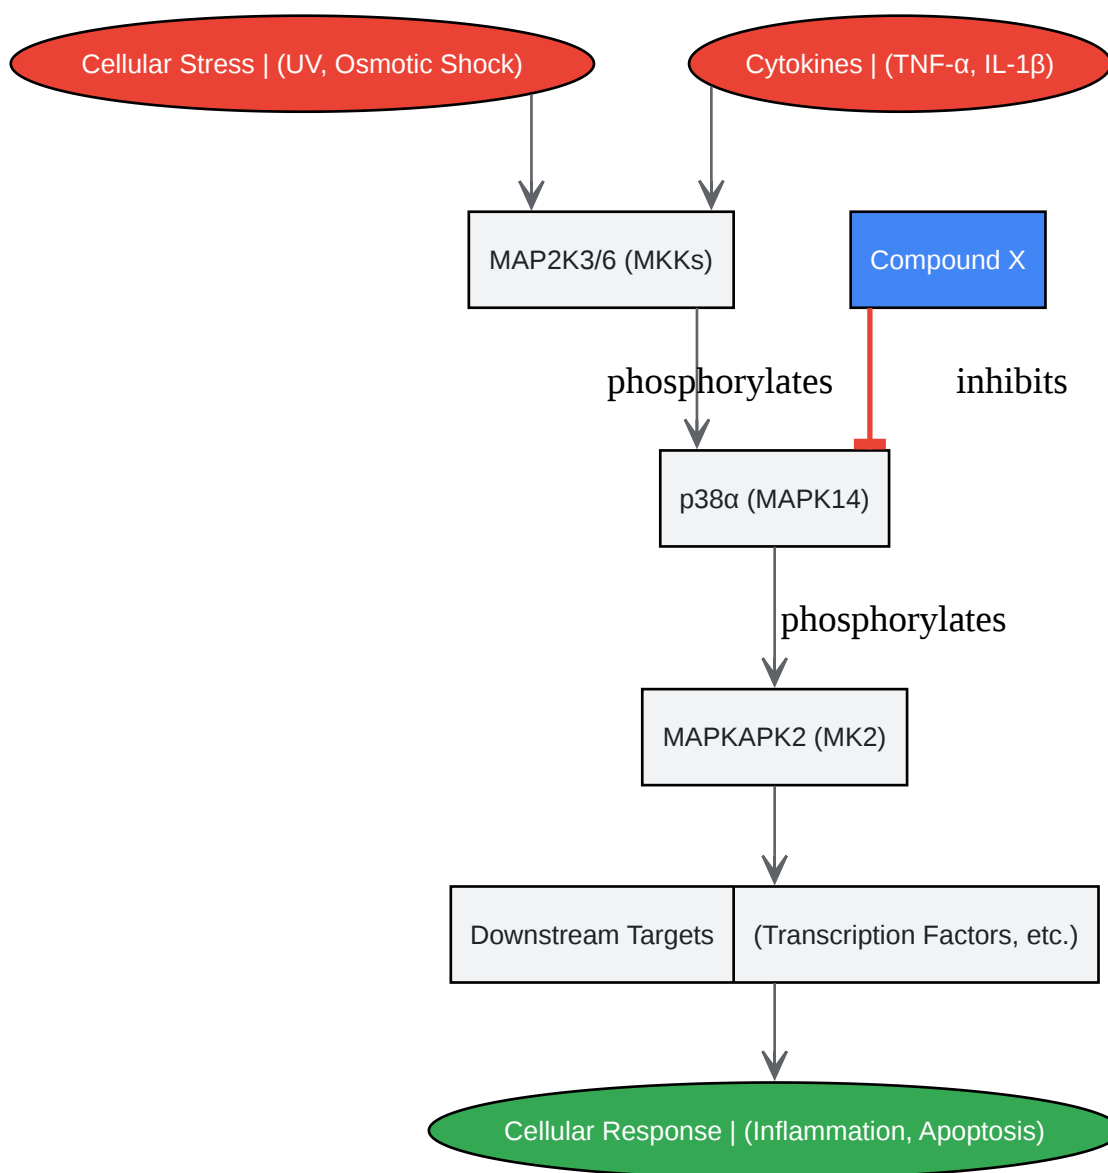 Cellular Stress | (UV, Osmotic Shock)
Cytokines | (TNF-α, IL-1β)
MAP2K3/6 (MKKs)
Compound X
phosphorylates
inhibits
p38α (MAPK14)
phosphorylates
MAPKAPK2 (MK2)
Downstream Targets
(Transcription Factors, etc.)
Cellular Response | (Inflammation, Apoptosis)